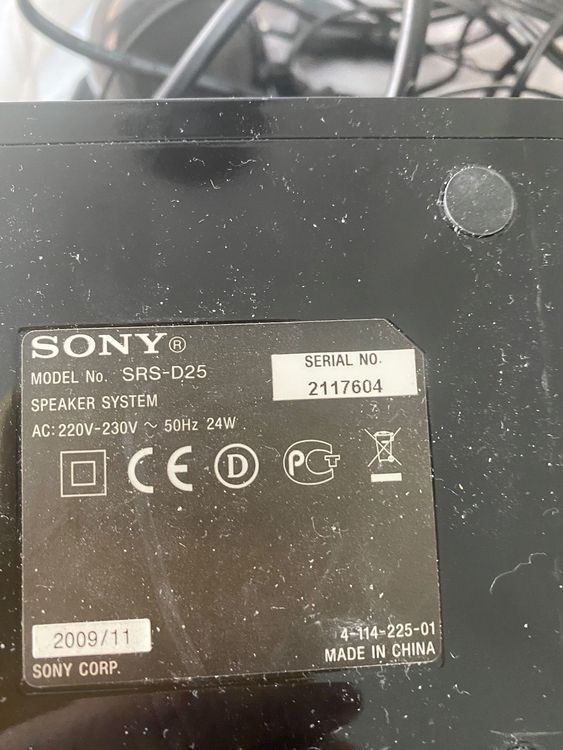 SONY®
MODEL No. SRS-D25
SPEAKER SYSTEM
AC: 220V-230V ~ 50Hz 24W
SERIAL NO.
2117604
CE D PCT
2009/11
SONY CORP.
4-114-225-01
MADE IN CHINA